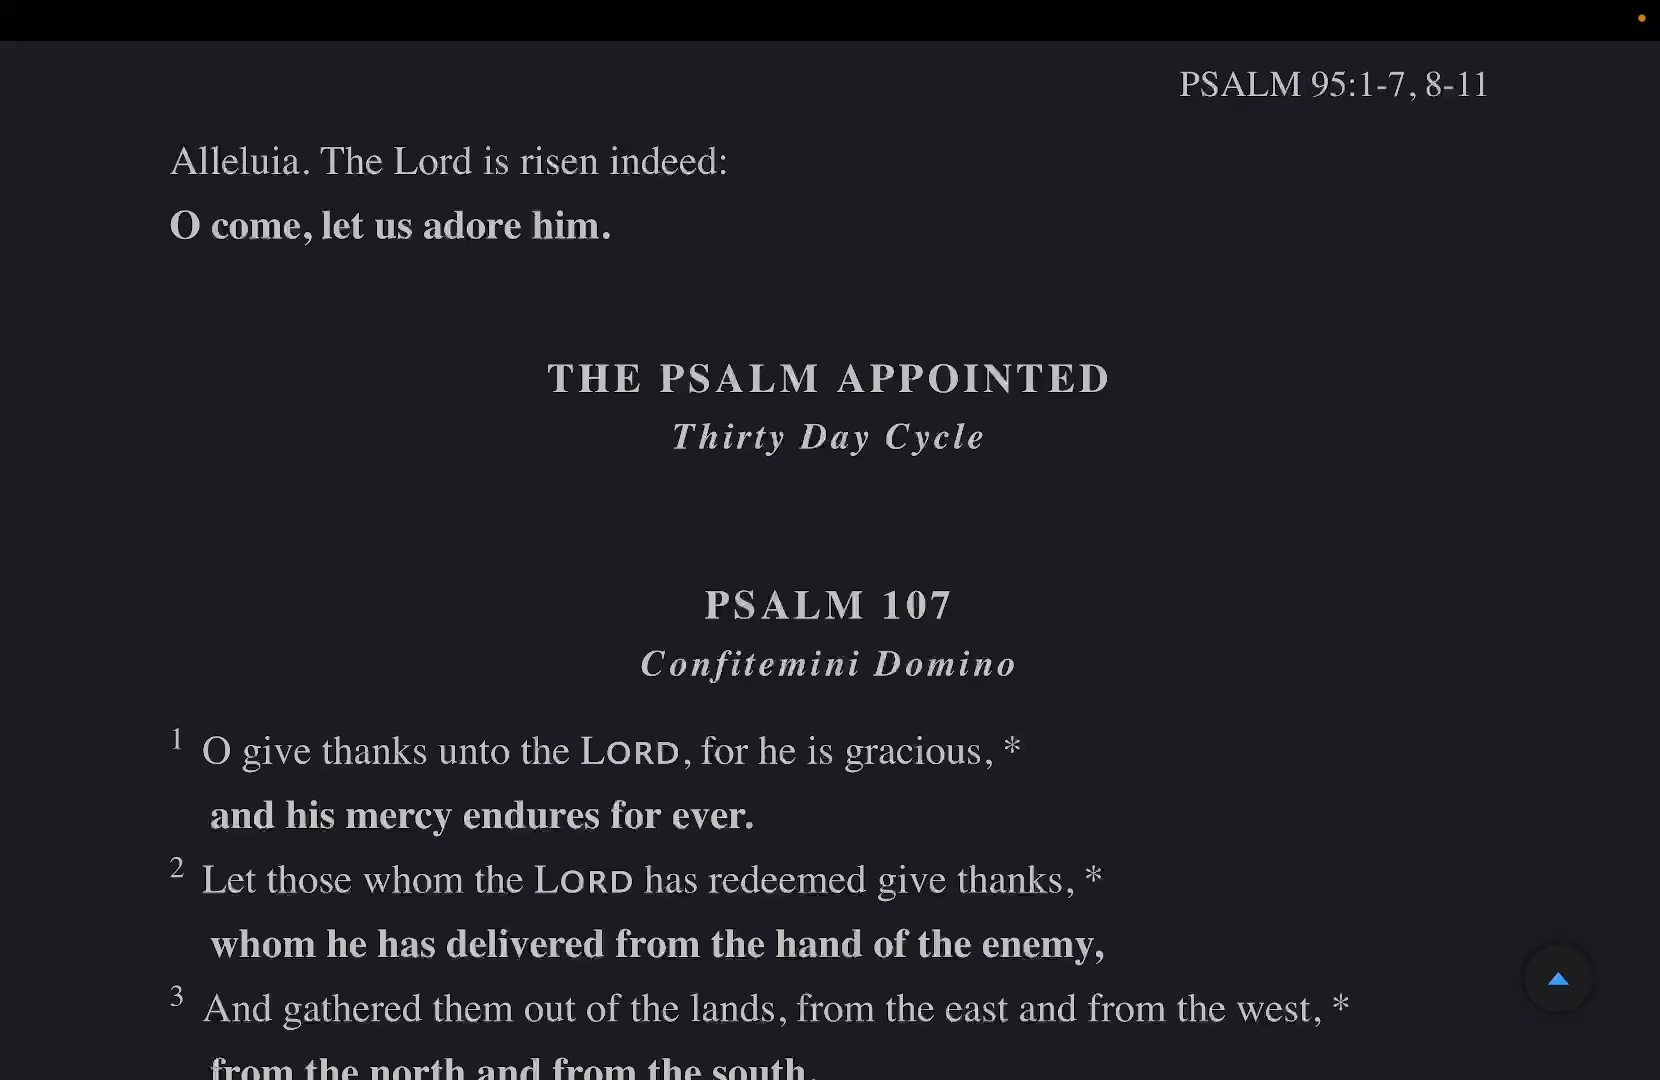 PSALM 95:1-7, 8-11
Alleluia. The Lord is risen indeed:
O come, let us adore him.
THE PSALM APPOINTED
Thirty Day Cycle
PSALM 107
Confitemini Domino
1 O give thanks unto the LORD, for he is gracious, *
and his mercy endures for ever.
2 Let those whom the LORD has redeemed give thanks, *
whom he has delivered from the hand of the enemy,
3 And gathered them out of the lands, from the east and from the west, *
from the north and from the south.